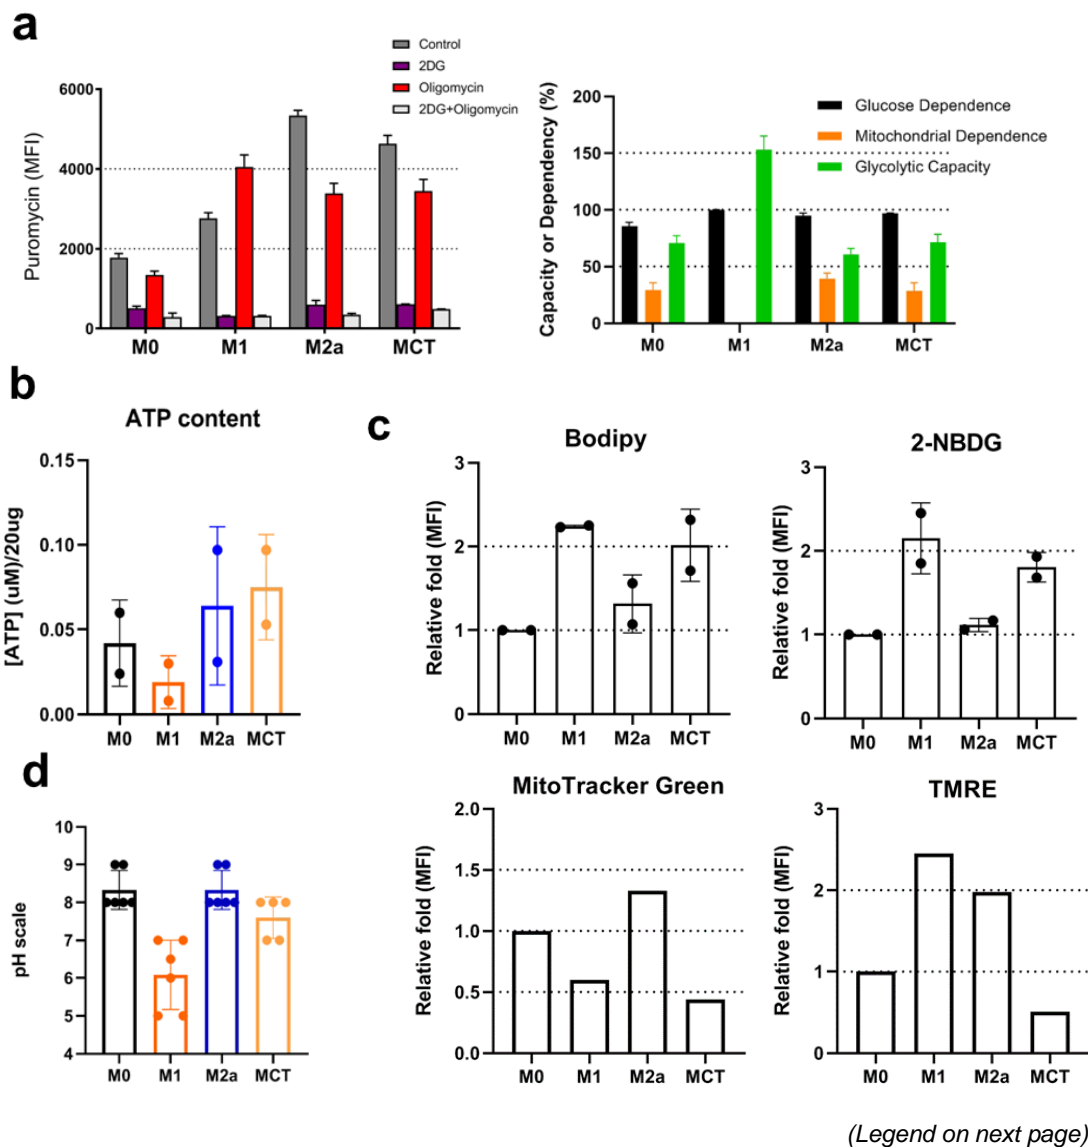 a
Control
2DG
Oligomycin
2DG+Oligomycin
Puromycin (MFI)
6000
4000
2000
0
M0 M1 M2a MCT
Capacity or Dependency (%)
200
150
100
50
0
Glucose Dependence
Mitochondrial Dependence
Glycolytic Capacity
M0 M1 M2a MCT
b
ATP content
[ATP] (uM)/20ug
0.15
0.10
0.05
0.00
M0 M1 M2a MCT
c
Bodipy
Relative fold (MFI)
3
2
1
0
M0 M1 M2a MCT
2-NBDG
Relative fold (MFI)
3
2
1
0
M0 M1 M2a MCT
d
pH scale
10
9
8
7
6
5
4
M0 M1 M2a MCT
MitoTracker Green
Relative fold (MFI)
2.0
1.5
1.0
0.5
0.0
M0 M1 M2a MCT
TMRE
Relative fold (MFI)
3
2
1
0
M0 M1 M2a MCT
(Legend on next page)